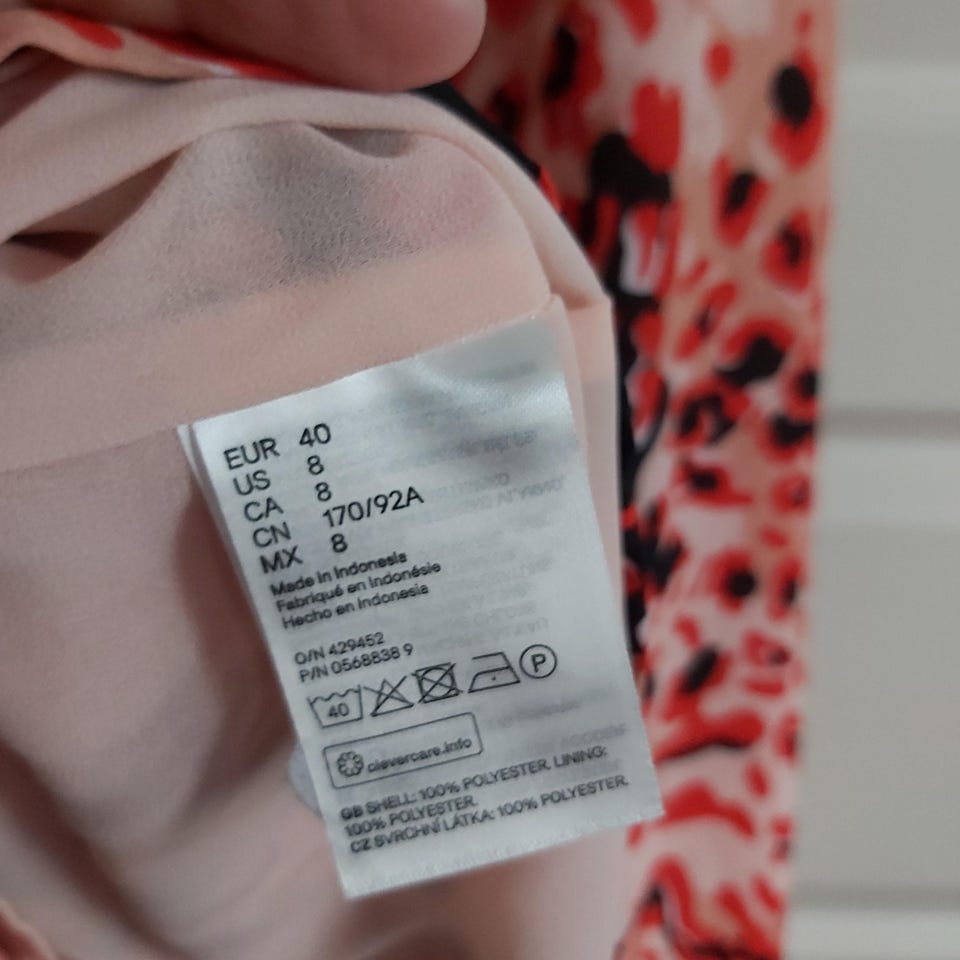 EUR 40
US 8
CA 8
CN 170/92A
MX 8
Made in Indonesia
Fabriqué en Indonésie
Hecho en Indonesia
O/N 429452
P/N 0568838 9
40 P
clevercare.info
GB SHELL: 100% POLYESTER. LINING:
100% POLYESTER.
CZ SVRCHNÍ LÁTKA: 100% POLYESTER.